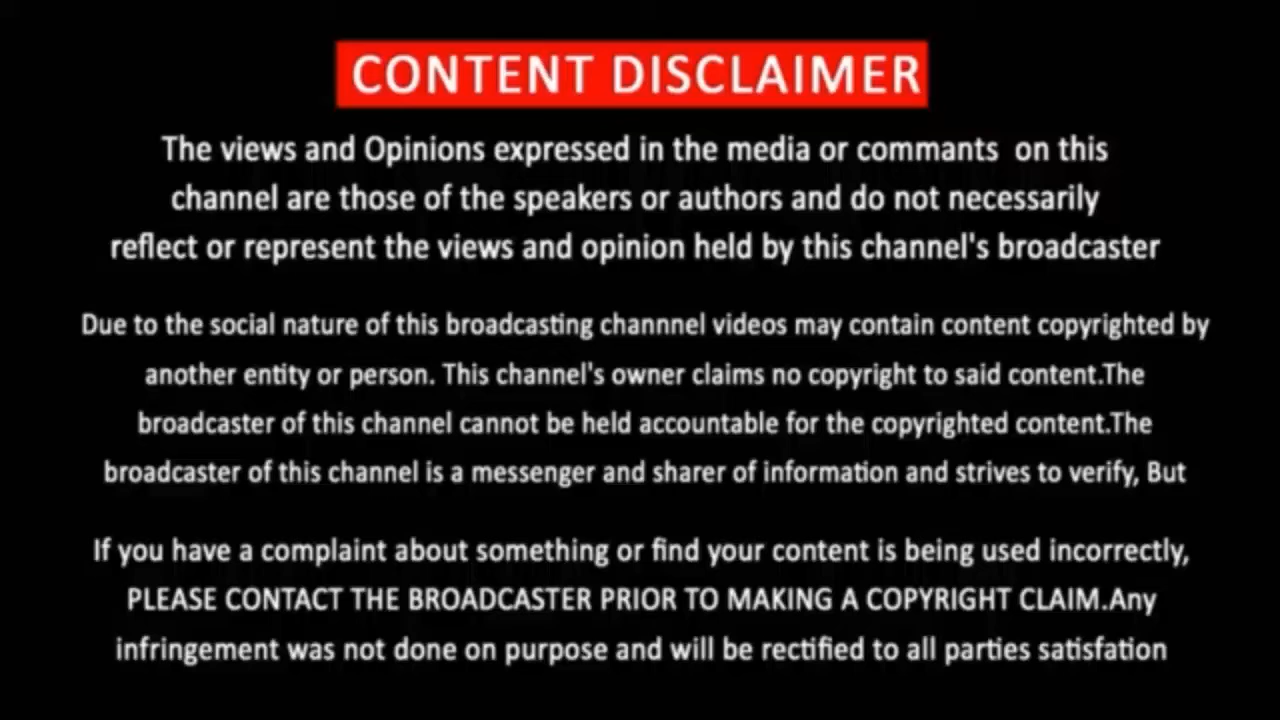 CONTENT DISCLAIMER
The views and Opinions expressed in the media or commants on this
channel are those of the speakers or authors and do not necessarily
reflect or represent the views and opinion held by this channel's broadcaster
Due to the social nature of this broadcasting channnel videos may contain content copyrighted by
another entity or person. This channel's owner claims no copyright to said content.The
broadcaster of this channel cannot be held accountable for the copyrighted content.The
broadcaster of this channel is a messenger and sharer of information and strives to verify, But
If you have a complaint about something or find your content is being used incorrectly,
PLEASE CONTACT THE BROADCASTER PRIOR TO MAKING A COPYRIGHT CLAIM.Any
infringement was not done on purpose and will be rectified to all parties satisfation